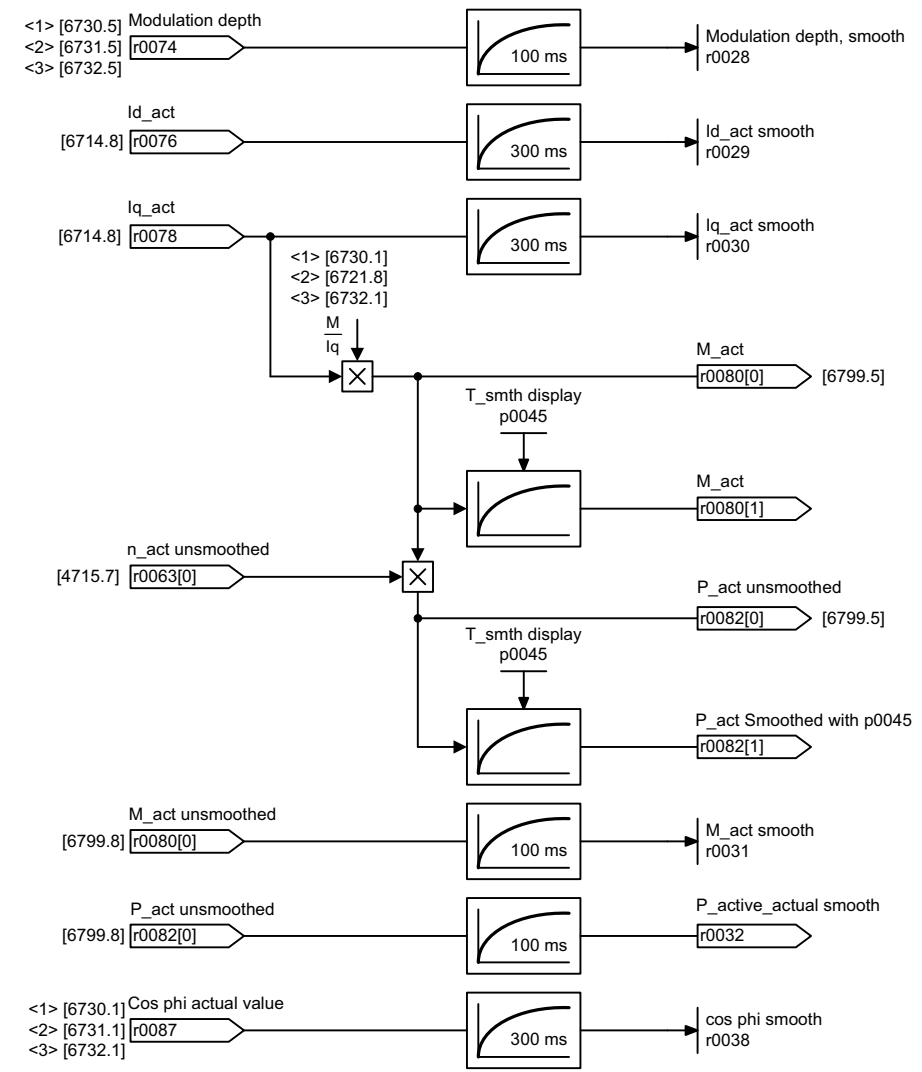 Modulation depth
<1> [6730.5]
<2> [6731.5] r0074
<3> [6732.5]
100 ms
Modulation depth, smooth
r0028
Id_act
[6714.8] r0076
300 ms
Id_act smooth
r0029
Iq_act
[6714.8] r0078
300 ms
Iq_act smooth
r0030
<1> [6730.1]
<2> [6721.8]
<3> [6732.1]
M
Iq
M_act
r0080[0] [6799.5]
T_smth display
p0045
M_act
r0080[1]
n_act unsmoothed
[4715.7] r0063[0]
P_act unsmoothed
r0082[0] [6799.5]
T_smth display
p0045
P_act Smoothed with p0045
r0082[1]
M_act unsmoothed
[6799.8] r0080[0]
100 ms
M_act smooth
r0031
P_act unsmoothed
[6799.8] r0082[0]
100 ms
P_active_actual smooth
r0032
Cos phi actual value
<1> [6730.1]
<2> [6731.1] r0087
<3> [6732.1]
300 ms
cos phi smooth
r0038